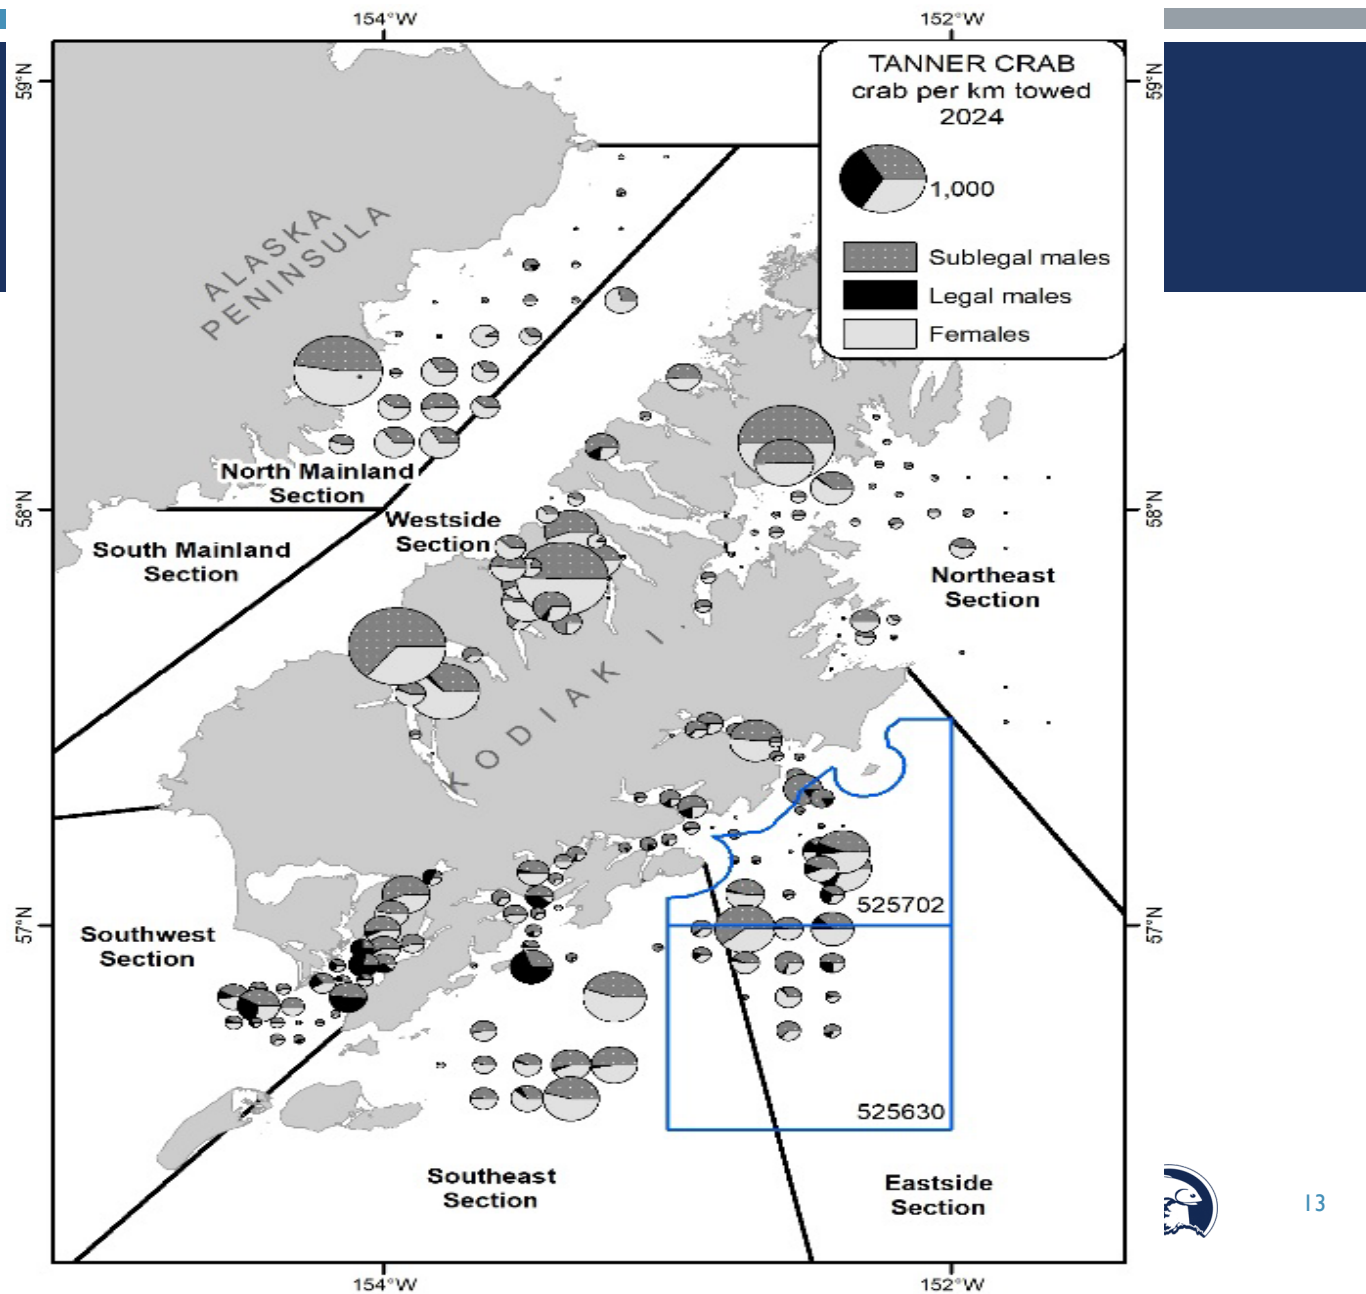 154°W
152°W
59°N
59°N
TANNER CRAB
crab per km towed
2024
1,000
Sublegal males
Legal males
Females
ALASKA
PENINSULA
North Mainland
Section
58°N
58°N
Westside
Section
South Mainland
Section
Northeast
Section
KODIAK I.
525702
57°N
57°N
Southwest
Section
525630
Southeast
Section
Eastside
Section
13
154°W
152°W